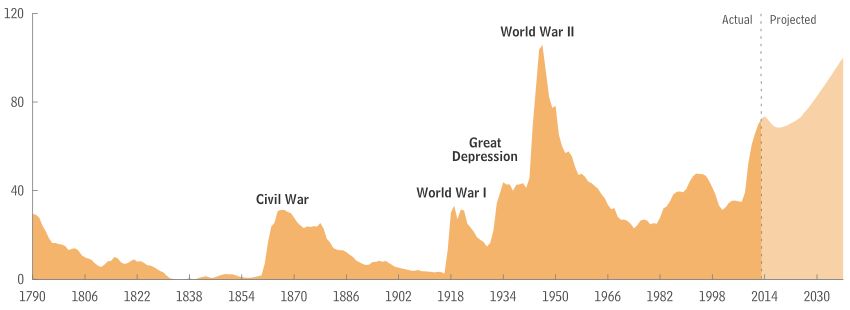 120
Actual Projected
World War II
80
Great
Depression
Civil War
World War I
40
0
1790 1806 1822 1838 1854 1870 1886 1902 1918 1934 1950 1966 1982 1998 2014 2030